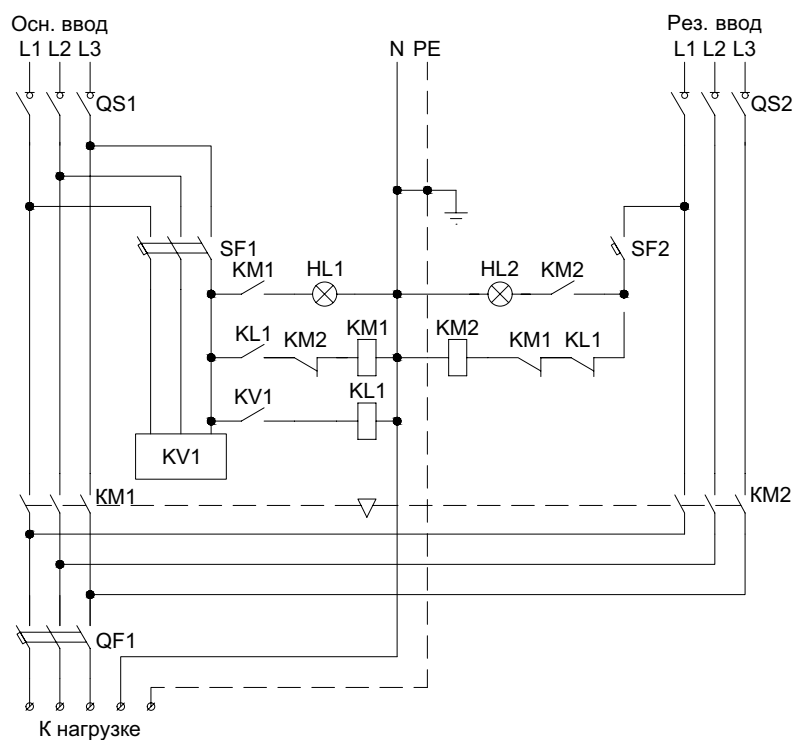 Осн. ввод
Рез. ввод
L1 L2 L3
N PE
L1 L2 L3
QS1
QS2
SF1
SF2
KM1
HL1
HL2
KM2
KL1
KM2
KM1
KM2
KM1
KL1
KV1
KL1
KV1
KM1
KM2
QF1
К нагрузке